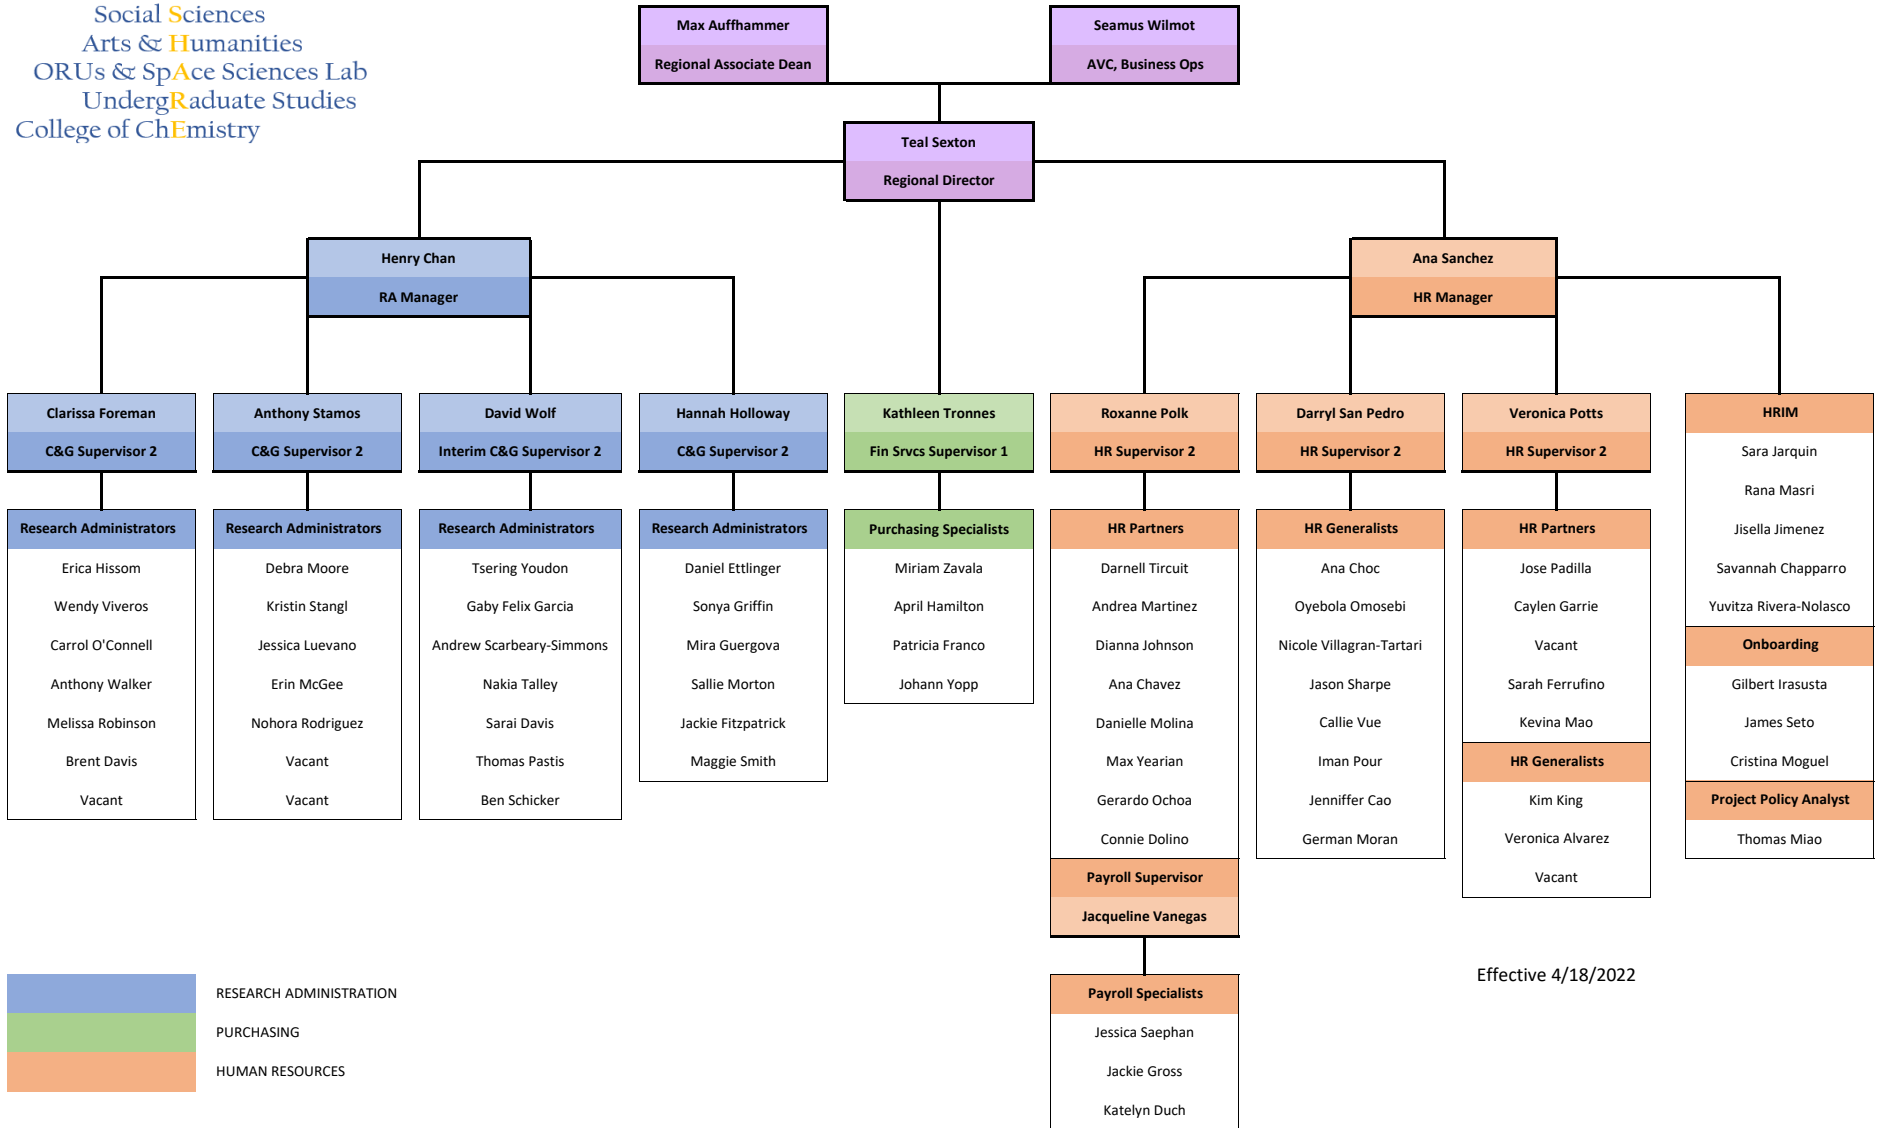 Social Sciences
Arts & Humanities
ORUs & SpAce Sciences Lab
UndergRaduate Studies
College of ChEmistry
Max Auffhammer
Regional Associate Dean
Seamus Wilmot
AVC, Business Ops
Teal Sexton
Regional Director
Henry Chan
RA Manager
Ana Sanchez
HR Manager
Clarissa Foreman
C&G Supervisor 2
Research Administrators
Erica Hissom
Wendy Viveros
Carrol O'Connell
Anthony Walker
Melissa Robinson
Brent Davis
Vacant
Anthony Stamos
C&G Supervisor 2
Research Administrators
Debra Moore
Kristin Stangl
Jessica Luevano
Erin McGee
Nohora Rodriguez
Vacant
Vacant
David Wolf
Interim C&G Supervisor 2
Research Administrators
Tsering Youdon
Gaby Felix Garcia
Andrew Scarbeary-Simmons
Nakia Talley
Sarai Davis
Thomas Pastis
Ben Schicker
Hannah Holloway
C&G Supervisor 2
Research Administrators
Daniel Ettlinger
Sonya Griffin
Mira Guergova
Sallie Morton
Jackie Fitzpatrick
Maggie Smith
Kathleen Tronnes
Fin Srvcs Supervisor 1
Purchasing Specialists
Miriam Zavala
April Hamilton
Patricia Franco
Johann Yopp
Roxanne Polk
HR Supervisor 2
HR Partners
Darnell Tircuit
Andrea Martinez
Dianna Johnson
Ana Chavez
Danielle Molina
Max Yearian
Gerardo Ochoa
Connie Dolino
Payroll Supervisor
Jacqueline Vanegas
Payroll Specialists
Jessica Saephan
Jackie Gross
Katelyn Duch
Darryl San Pedro
HR Supervisor 2
HR Generalists
Ana Choc
Oyebola Omosebi
Nicole Villagran-Tartari
Jason Sharpe
Callie Vue
Iman Pour
Jenniffer Cao
German Moran
Veronica Potts
HR Supervisor 2
HR Partners
Jose Padilla
Caylen Garrie
Vacant
Sarah Ferrufino
Kevina Mao
HR Generalists
Kim King
Veronica Alvarez
Vacant
HRIM
Sara Jarquin
Rana Masri
Jisella Jimenez
Savannah Chapparro
Yuvitza Rivera-Nolasco
Onboarding
Gilbert Irasusta
James Seto
Cristina Moguel
Project Policy Analyst
Thomas Miao
Effective 4/18/2022
RESEARCH ADMINISTRATION
PURCHASING
HUMAN RESOURCES